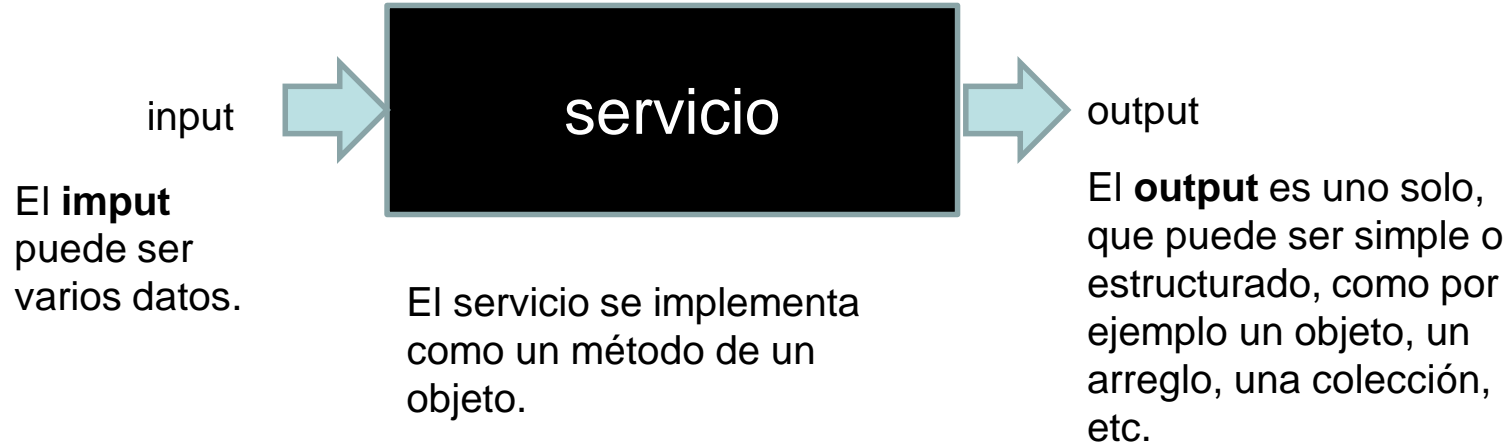 input
servicio
output
El imput
puede ser
varios datos.
El servicio se implementa
como un método de un
objeto.
El output es uno solo,
que puede ser simple o
estructurado, como por
ejemplo un objeto, un
arreglo, una colección,
etc.